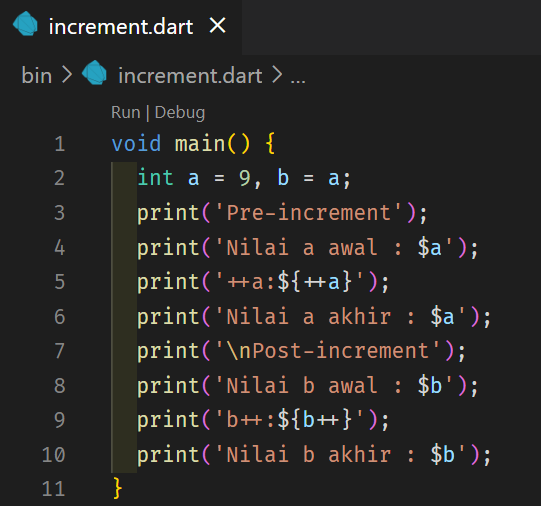 increment.dart
bin > increment.dart > ...
Run | Debug
1 void main() {
2   int a = 9, b = a;
3   print('Pre-increment');
4   print('Nilai a awal : $a');
5   print('++a:${++a}');
6   print('Nilai a akhir : $a');
7   print('\nPost-increment');
8   print('Nilai b awal : $b');
9   print('b++:${b++}');
10   print('Nilai b akhir : $b');
11 }